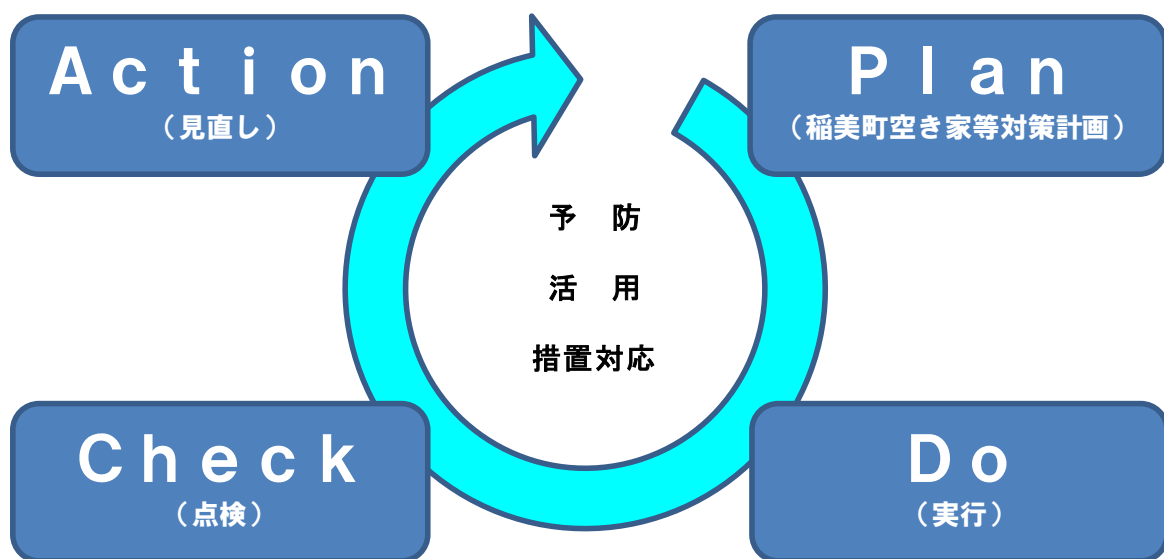 Action
（見直し）
Plan
（稲美町空き家等対策計画）
予　防
活　用
措置対応
Check
（点検）
Do
（実行）